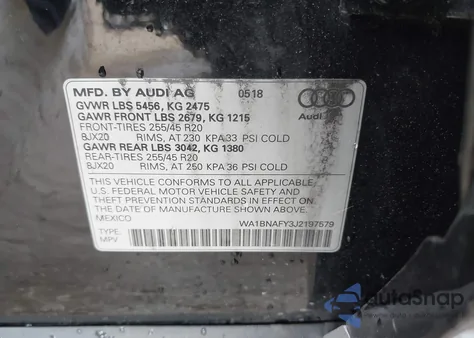 MFD. BY AUDI AG 0518
GVWR LBS 5456, KG 2475
GAWR FRONT LBS 2679, KG 1215
FRONT-TIRES 255/45 R20
8JX20 RIMS, AT 230 KPA 33 PSI COLD
GAWR REAR LBS 3042, KG 1380
REAR-TIRES 255/45 R20
8JX20 RIMS, AT 250 KPA 36 PSI COLD
THIS VEHICLE CONFORMS TO ALL APPLICABLE
U.S. FEDERAL MOTOR VEHICLE SAFETY STANDARDS
IN EFFECT ON THE DATE OF MANUFACTURE SHOWN ABOVE.
MEXICO
TYPE:
MPV
WA1BNAFY3J2197579
Audi
AutoSnap